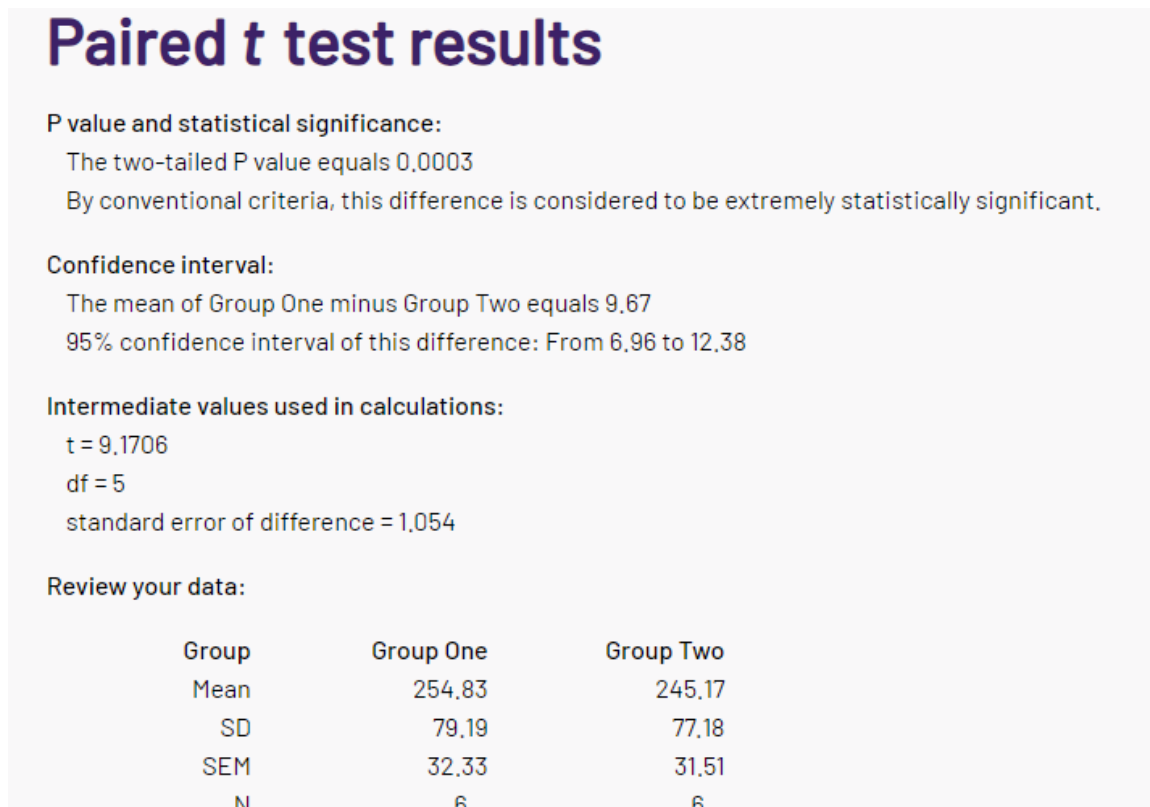 Paired t test results
P value and statistical significance:
The two-tailed P value equals 0.0003
By conventional criteria, this difference is considered to be extremely statistically significant.
Confidence interval:
The mean of Group One minus Group Two equals 9.67
95% confidence interval of this difference: From 6.96 to 12.38
Intermediate values used in calculations:
t = 9.1706
df = 5
standard error of difference = 1.054
Review your data:
Group Group One Group Two
Mean 254.83 245.17
SD 79.19 77.18
SEM 32.33 31.51
N 6 6